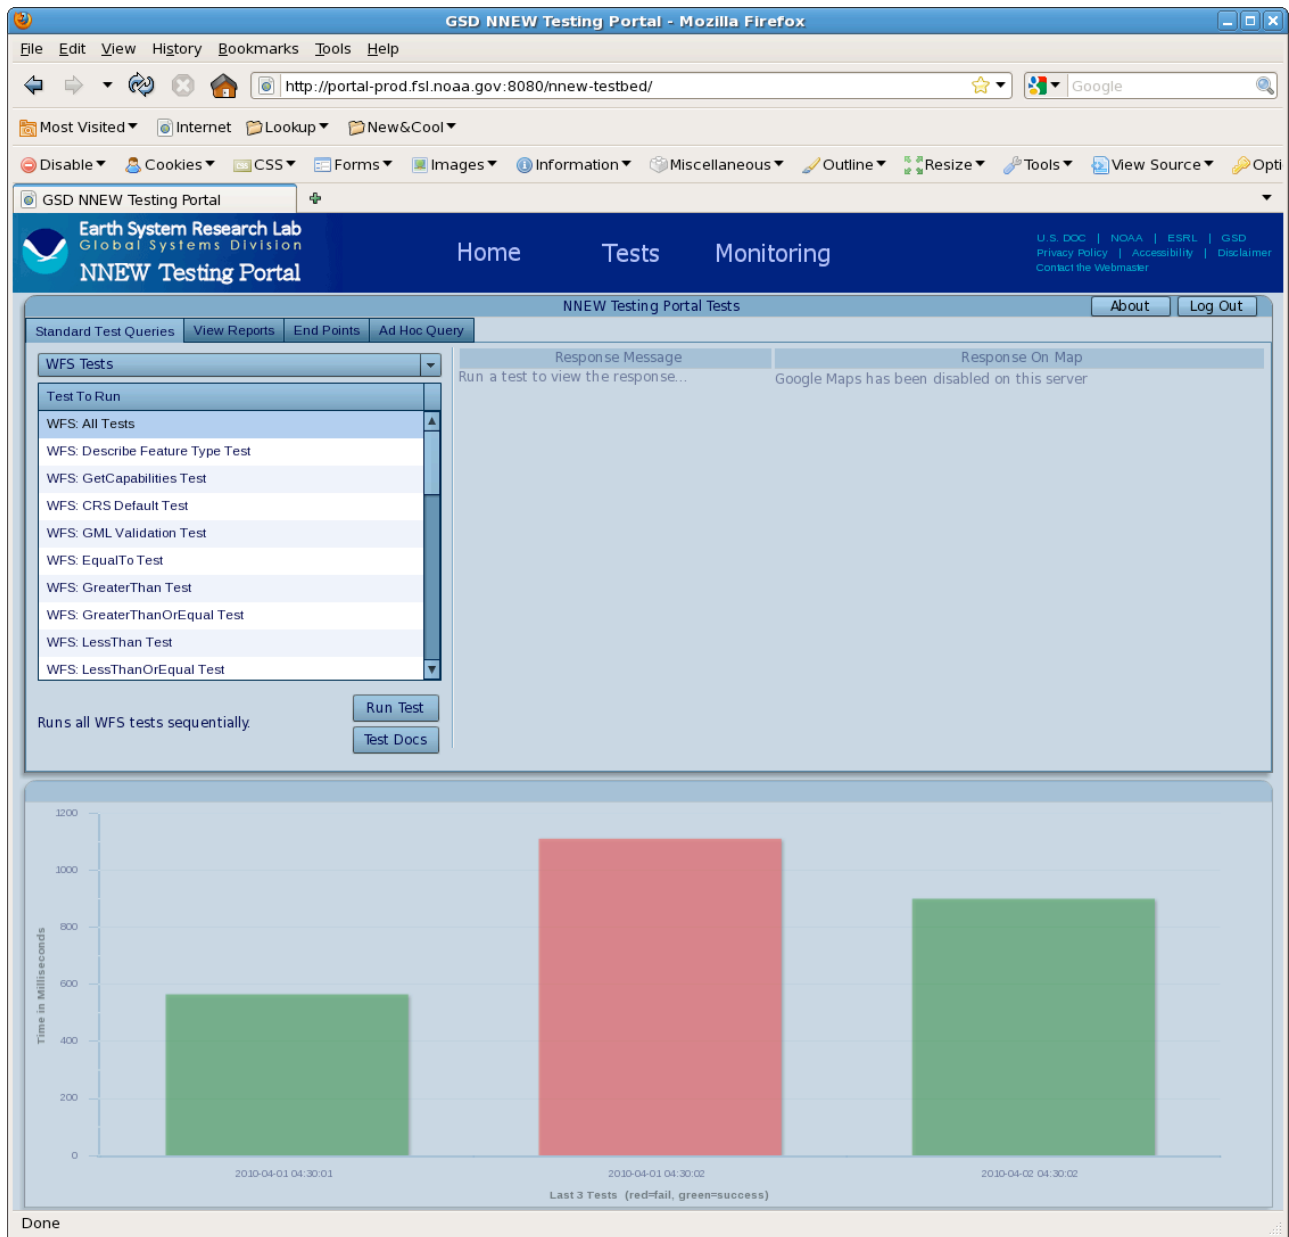 GSD NNEW Testing Portal - Mozilla Firefox
File Edit View History Bookmarks Tools Help
http://portal-prod.fsl.noaa.gov:8080/nnew-testbed/
Google
Most Visited Internet Lookup New&Cool
Disable Cookies CSS Forms Images Information Miscellaneous Outline Resize Tools View Source Opti
GSD NNEW Testing Portal
Earth System Research Lab
Global Systems Division
NNEW Testing Portal
Home Tests Monitoring
U.S. DOC | NOAA | ESRL | GSD
Privacy Policy | Accessibility | Disclaimer
Contact the Webmaster
NNEW Testing Portal Tests
About Log Out
Standard Test Queries View Reports End Points Ad Hoc Query
WFS Tests
Test To Run
WFS: All Tests
WFS: Describe Feature Type Test
WFS: GetCapabilities Test
WFS: CRS Default Test
WFS: GML Validation Test
WFS: EqualTo Test
WFS: GreaterThan Test
WFS: GreaterThanOrEqual Test
WFS: LessThan Test
WFS: LessThanOrEqual Test
Runs all WFS tests sequentially.
Run Test
Test Docs
Response Message
Run a test to view the response...
Response On Map
Google Maps has been disabled on this server
1200
1000
800
600
400
200
0
Time in Milliseconds
2010-04-01 04:30:01
2010-04-01 04:30:02
2010-04-02 04:30:02
Last 3 Tests (red=fail, green=success)
Done